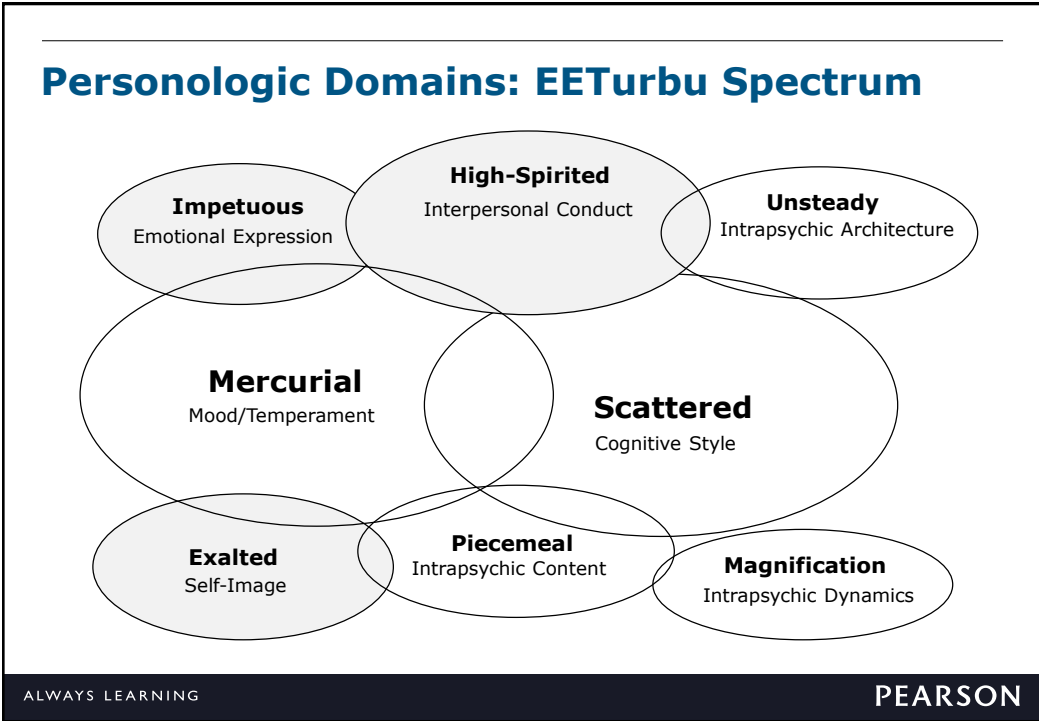 Personologic Domains: EETurbu Spectrum
High-Spirited
Interpersonal Conduct
Impetuous
Emotional Expression
Unsteady
Intrapsychic Architecture
Mercurial
Mood/Temperament
Scattered
Cognitive Style
Exalted
Self-Image
Piecemeal
Intrapsychic Content
Magnification
Intrapsychic Dynamics
ALWAYS LEARNING
PEARSON